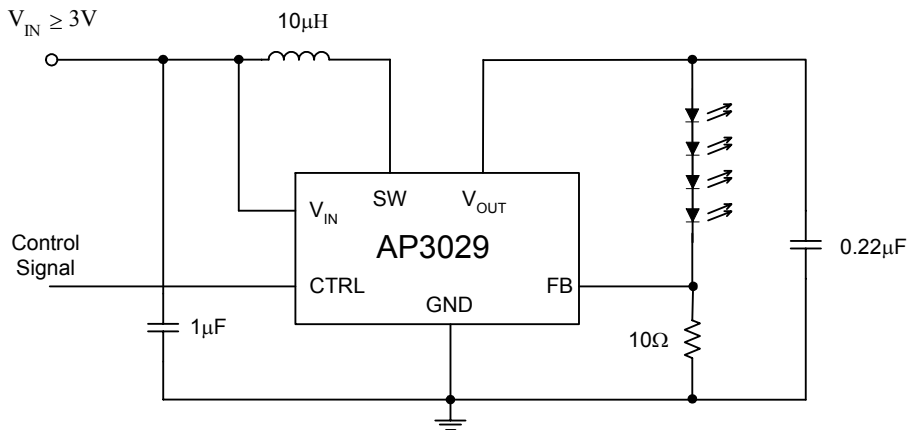 V_IN ≥ 3V
10µH
SW
V_OUT
V_IN
AP3029
Control
Signal
CTRL
FB
GND
0.22µF
1µF
10Ω